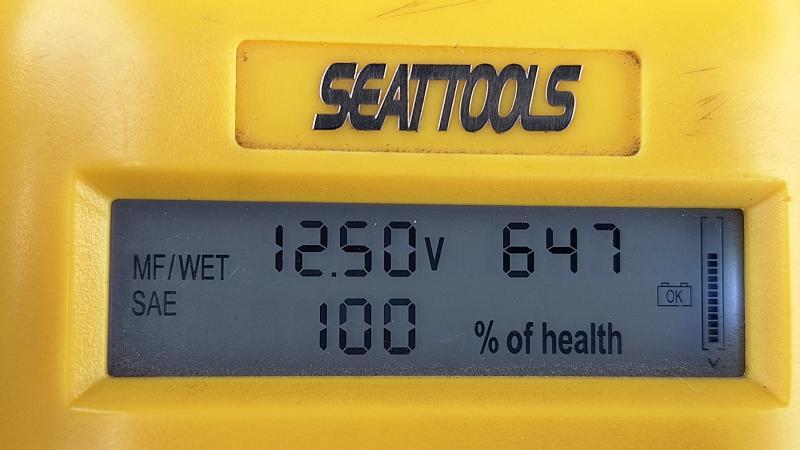 SEATTOOLS
MF/WET 12.50V 647
SAE
OK
100 % of health